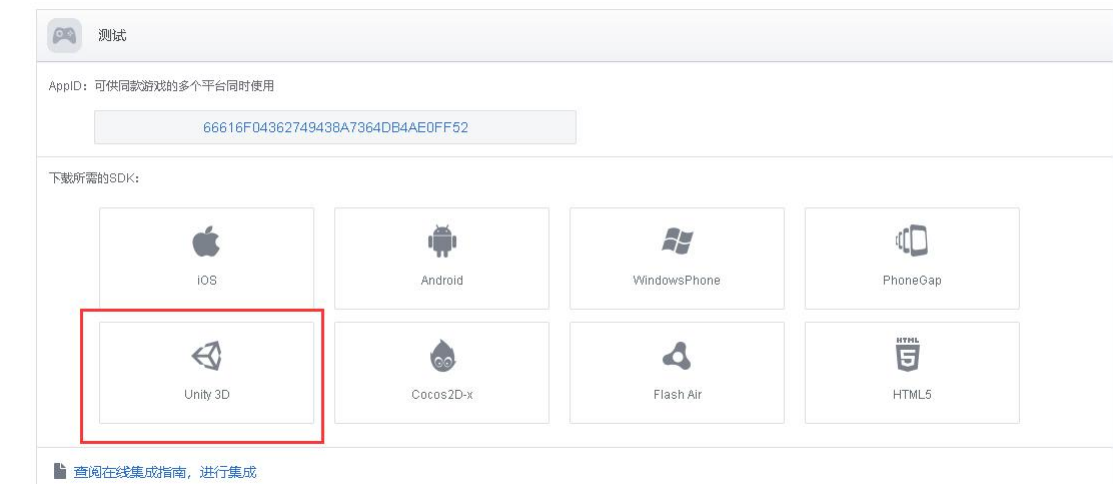 测试
AppID：可供同款游戏的多个平台同时使用
66616F04362749438A7364DB4AE0FF52
下载所需的SDK：
iOS
Android
WindowsPhone
PhoneGap
Unity 3D
Cocos2D-x
Flash Air
HTML
5
HTML5
查阅在线集成指南，进行集成